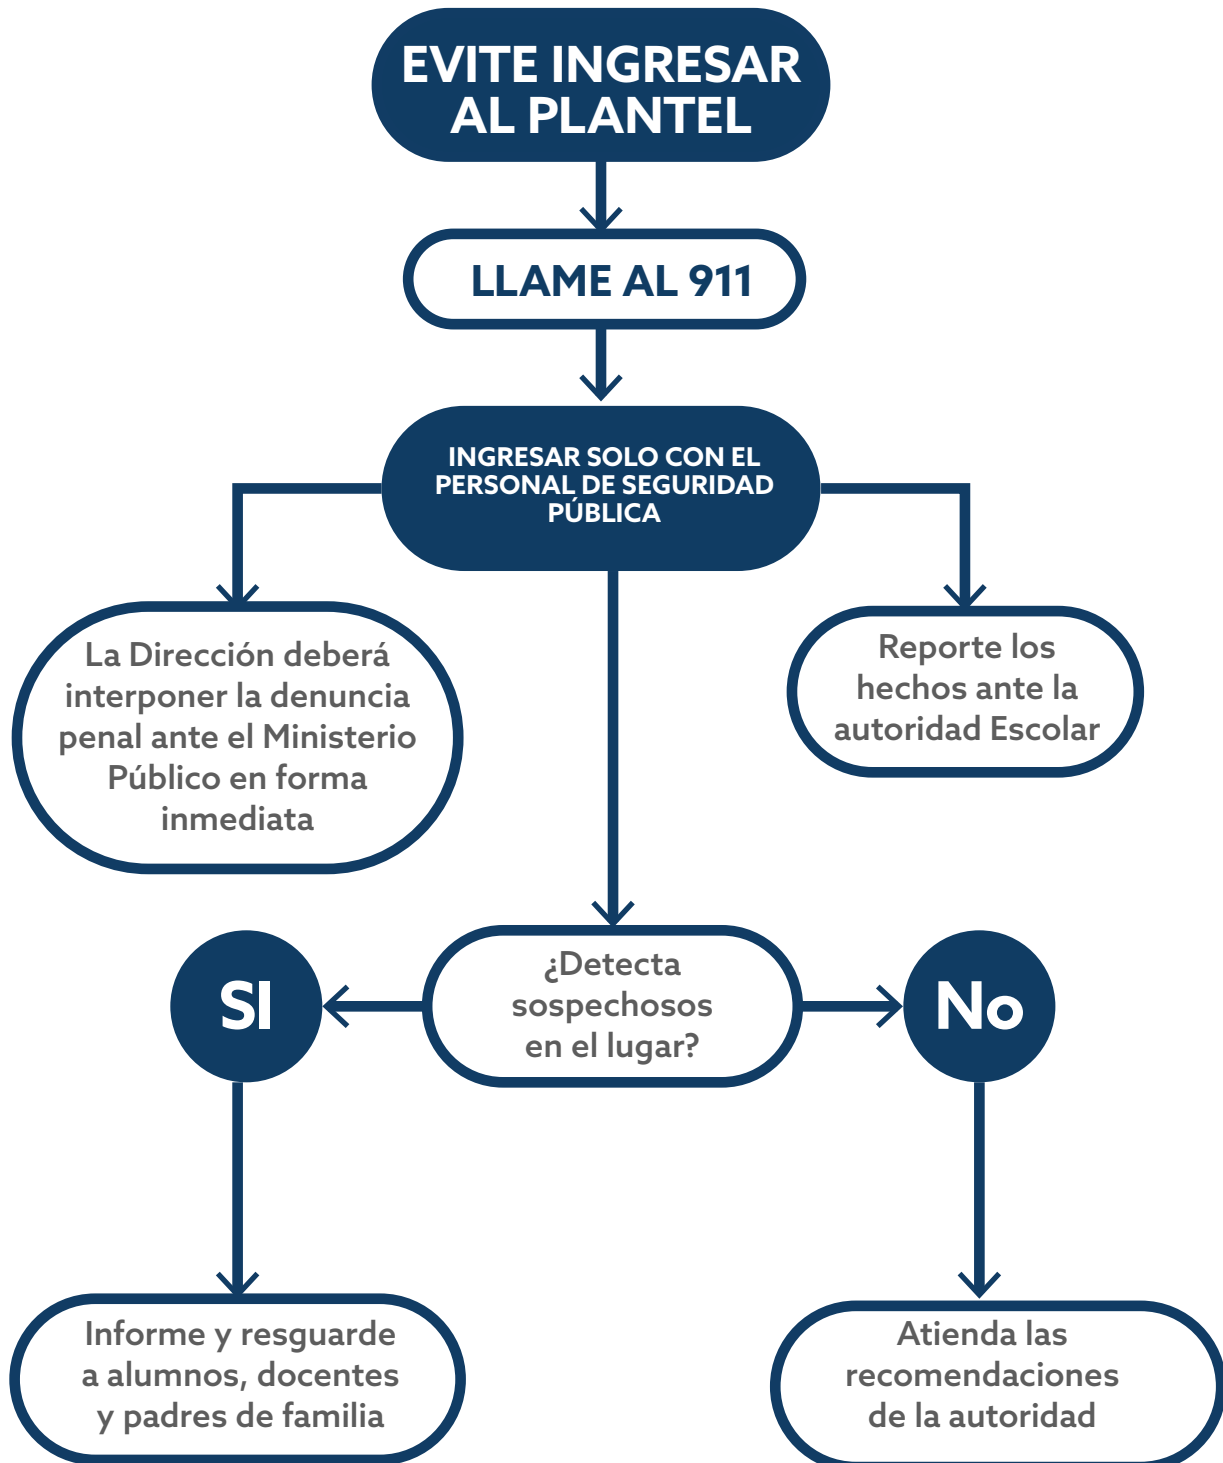 EVITE INGRESAR
AL PLANTEL
LLAME AL 911
INGRESAR SOLO CON EL
PERSONAL DE SEGURIDAD
PÚBLICA
La Dirección deberá
interponer la denuncia
penal ante el Ministerio
Público en forma
inmediata
Reporte los
hechos ante la
autoridad Escolar
¿Detecta
sospechosos
en el lugar?
SI
No
Informe y resguarde
a alumnos, docentes
y padres de familia
Atienda las
recomendaciones
de la autoridad